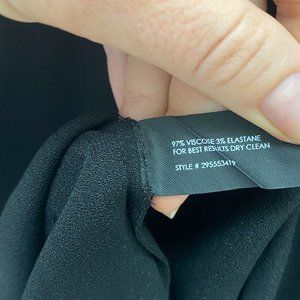 97% VISCOSE 3% ELASTANE
FOR BEST RESULTS DRY CLEAN
STYLE # 295553419